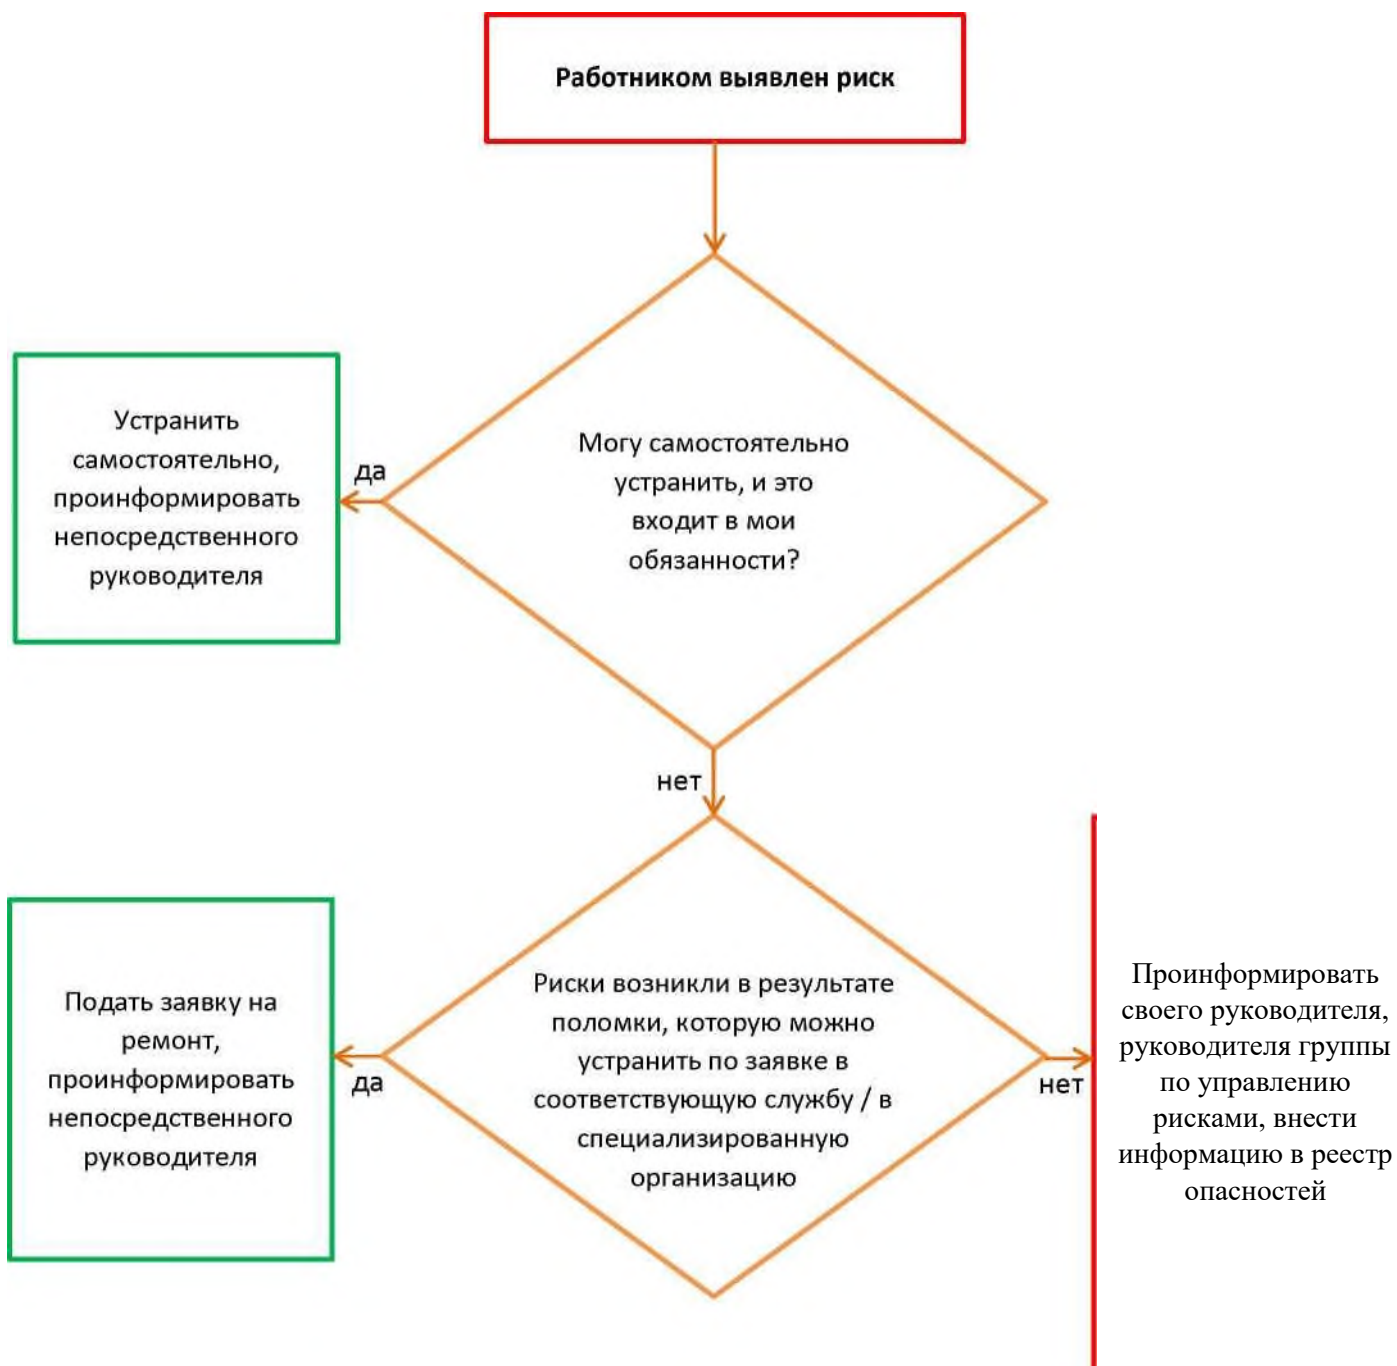 Работником выявлен риск
Могу самостоятельно
устранить, и это
входит в мои
обязанности?
да
Устранить
самостоятельно,
проинформировать
непосредственного
руководителя
нет
Риски возникли в результате
поломки, которую можно
устранить по заявке в
соответствующую службу / в
специализированную
организацию
да
Подать заявку на
ремонт,
проинформировать
непосредственного
руководителя
нет
Проинформировать
своего руководителя,
руководителя группы
по управлению
рисками, внести
информацию в реестр
опасностей